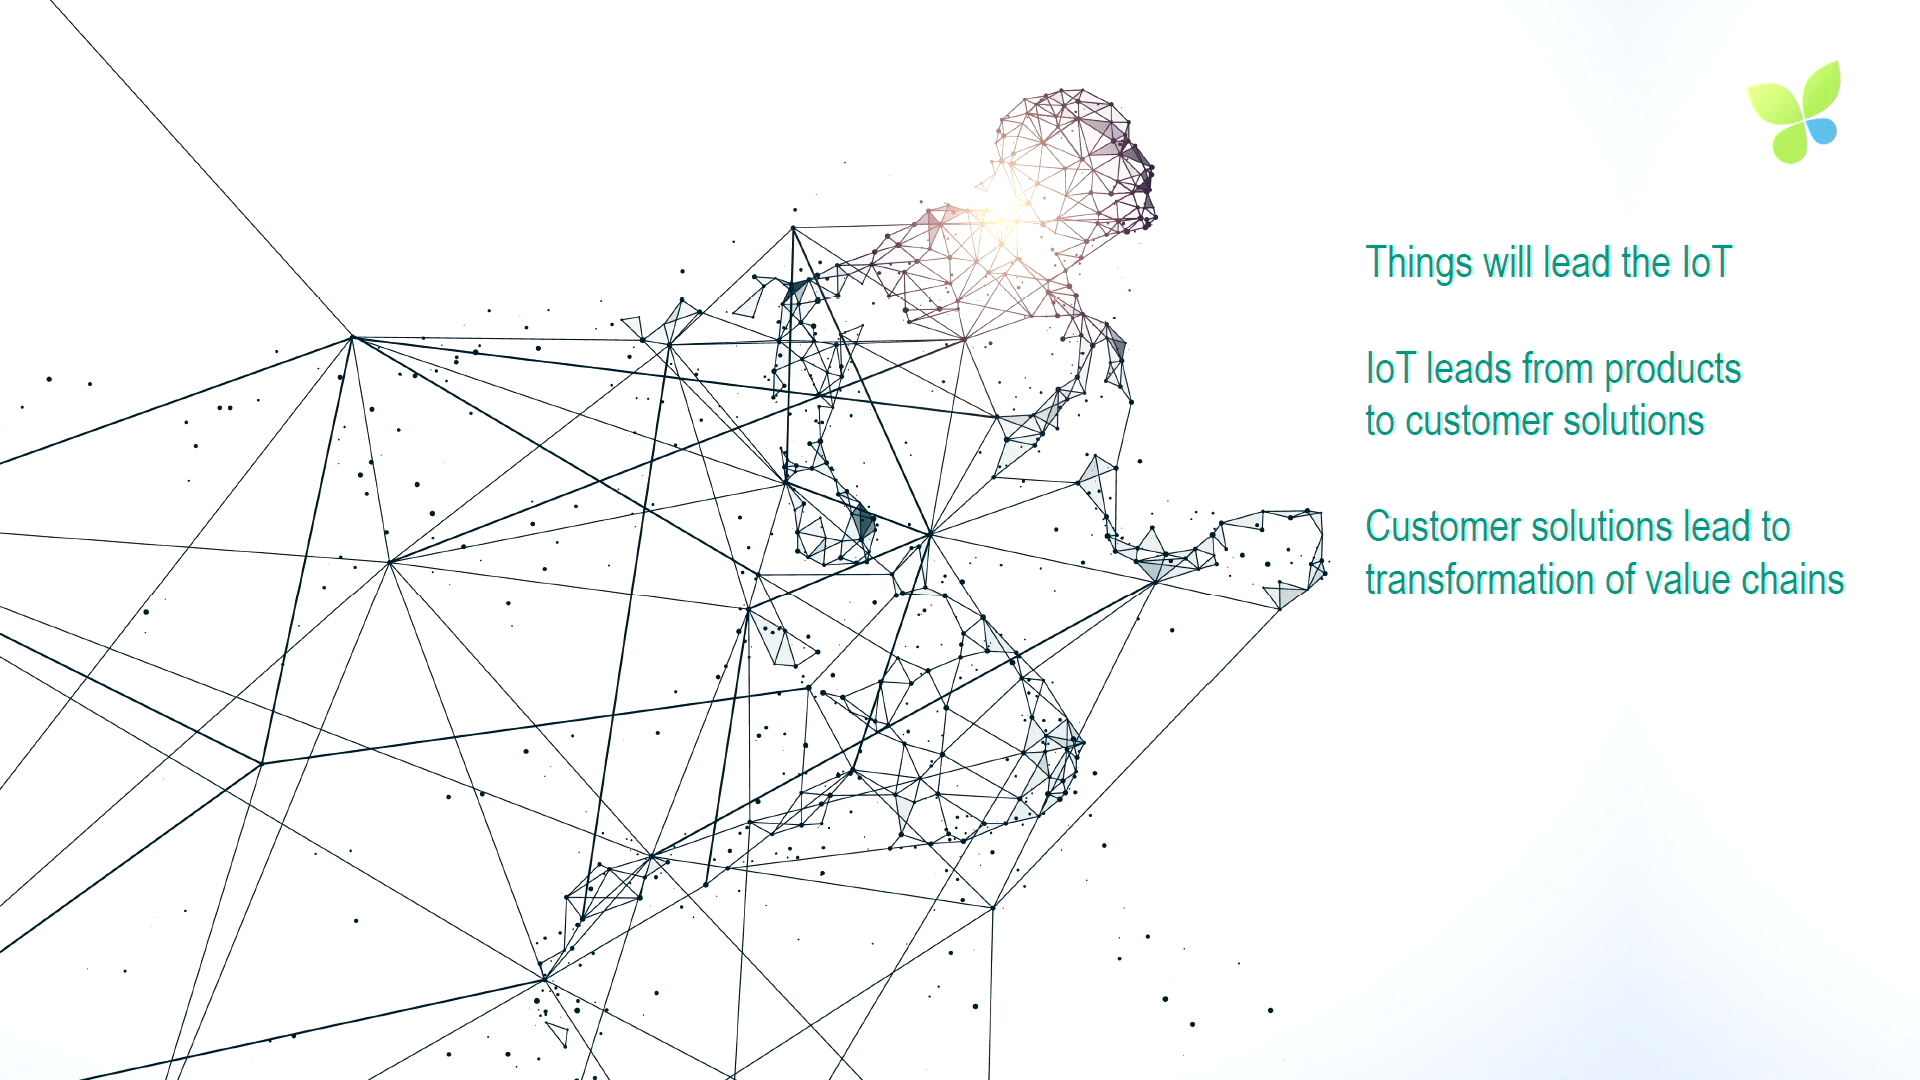 Things will lead the IoT
IoT leads from products
to customer solutions
Customer solutions lead to
transformation of value chains